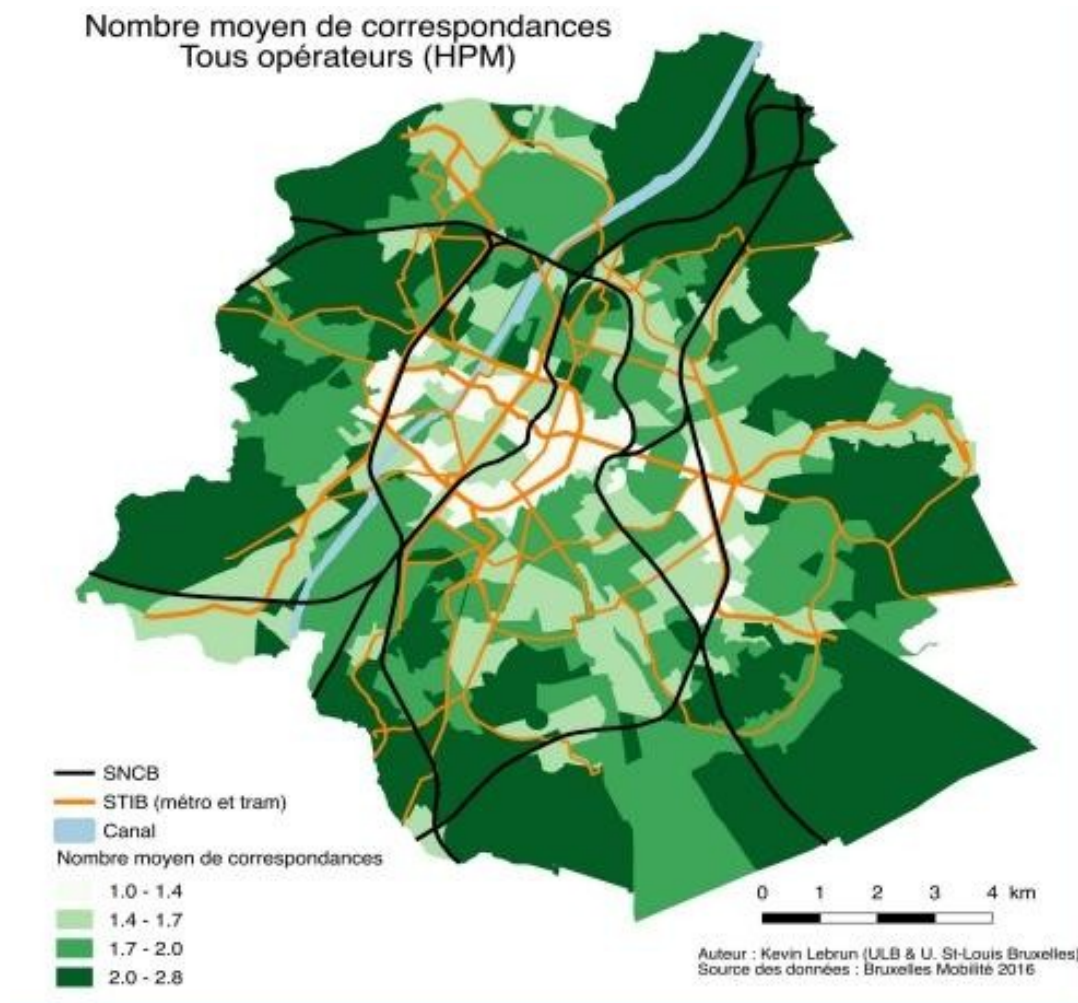 Nombre moyen de correspondances
Tous opérateurs (HPM)
SNCB
STIB (métro et tram)
Canal
Nombre moyen de correspondances
1.0 - 1.4
1.4 - 1.7
1.7 - 2.0
2.0 - 2.8
0 1 2 3 4 km
Auteur : Kevin Lebrun (ULB & U. St-Louis Bruxelles)
Source des données : Bruxelles Mobilité 2016